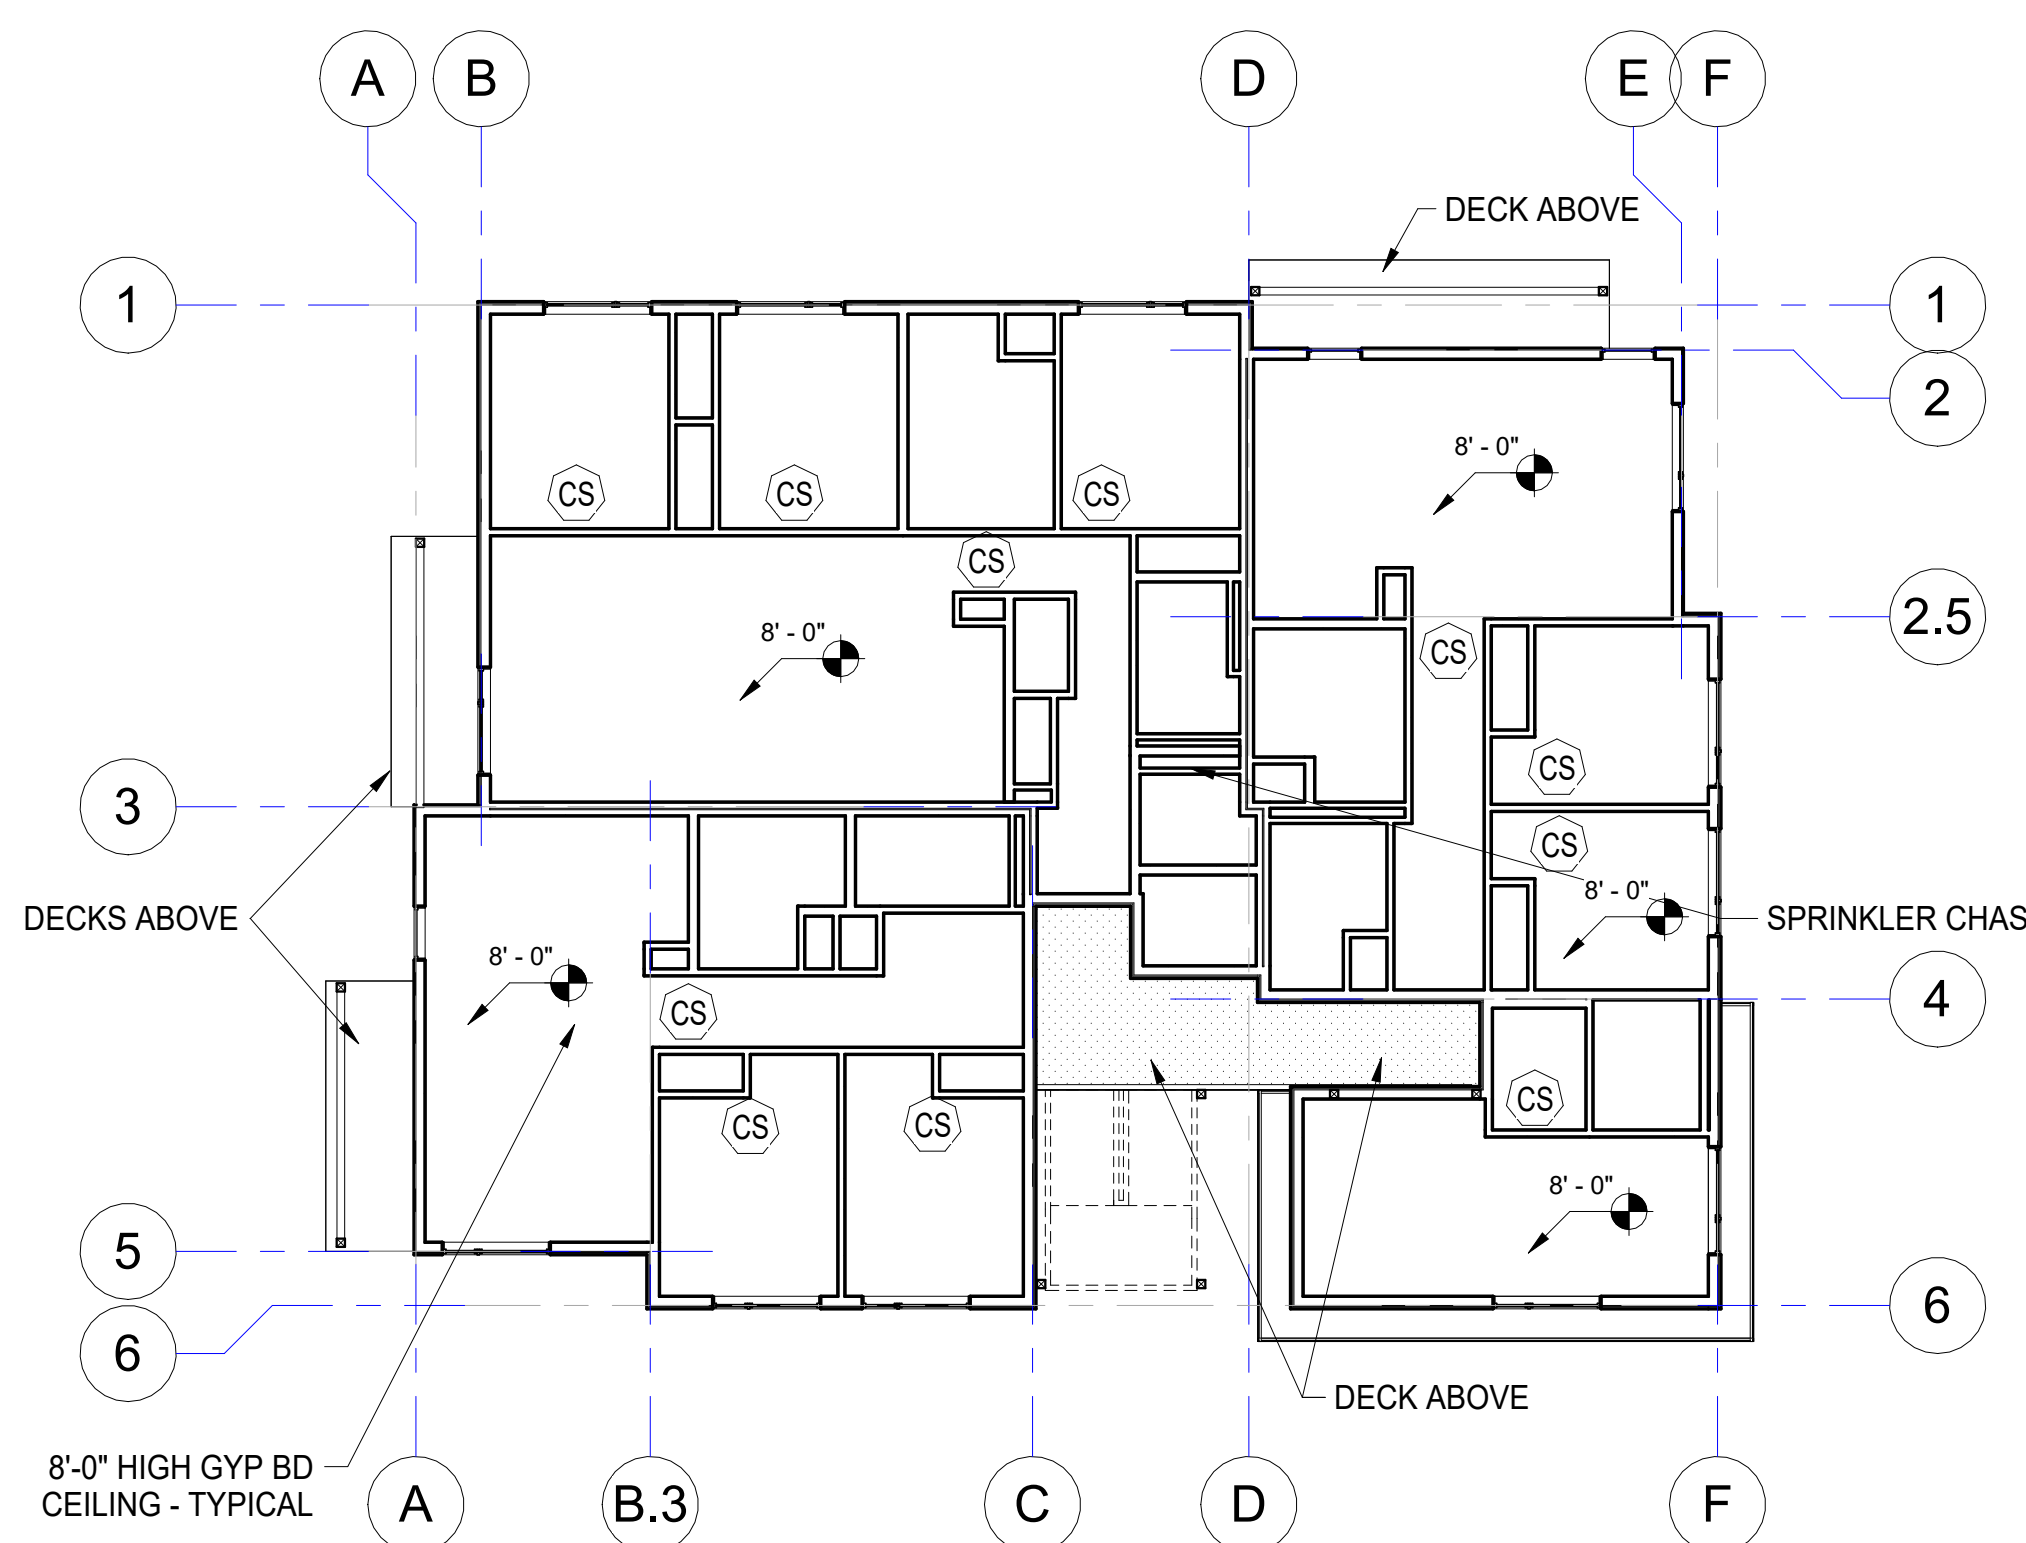 A
B
D
E
F
DECK ABOVE
1
1
2
8' - 0"
CS
CS
CS
CS
8' - 0"
2.5
CS
CS
3
CS
8' - 0"
DECKS ABOVE
SPRINKLER CHAS
8' - 0"
CS
4
CS
CS
CS
8' - 0"
5
6
6
DECK ABOVE
8'-0" HIGH GYP BD
CEILING - TYPICAL
A
B.3
C
D
F